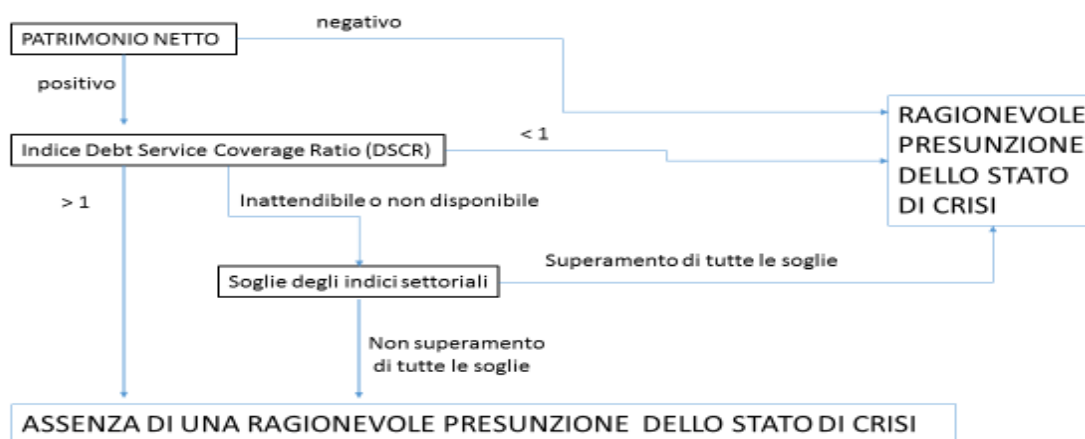 negativo
PATRIMONIO NETTO
positivo
RAGIONEVOLE
PRESUNZIONE
DELLO STATO
DI CRISI
< 1
Indice Debt Service Coverage Ratio (DSCR)
> 1
Inattendibile o non disponibile
Superamento di tutte le soglie
Soglie degli indici settoriali
Non superamento
di tutte le soglie
ASSENZA DI UNA RAGIONEVOLE PRESUNZIONE DELLO STATO DI CRISI